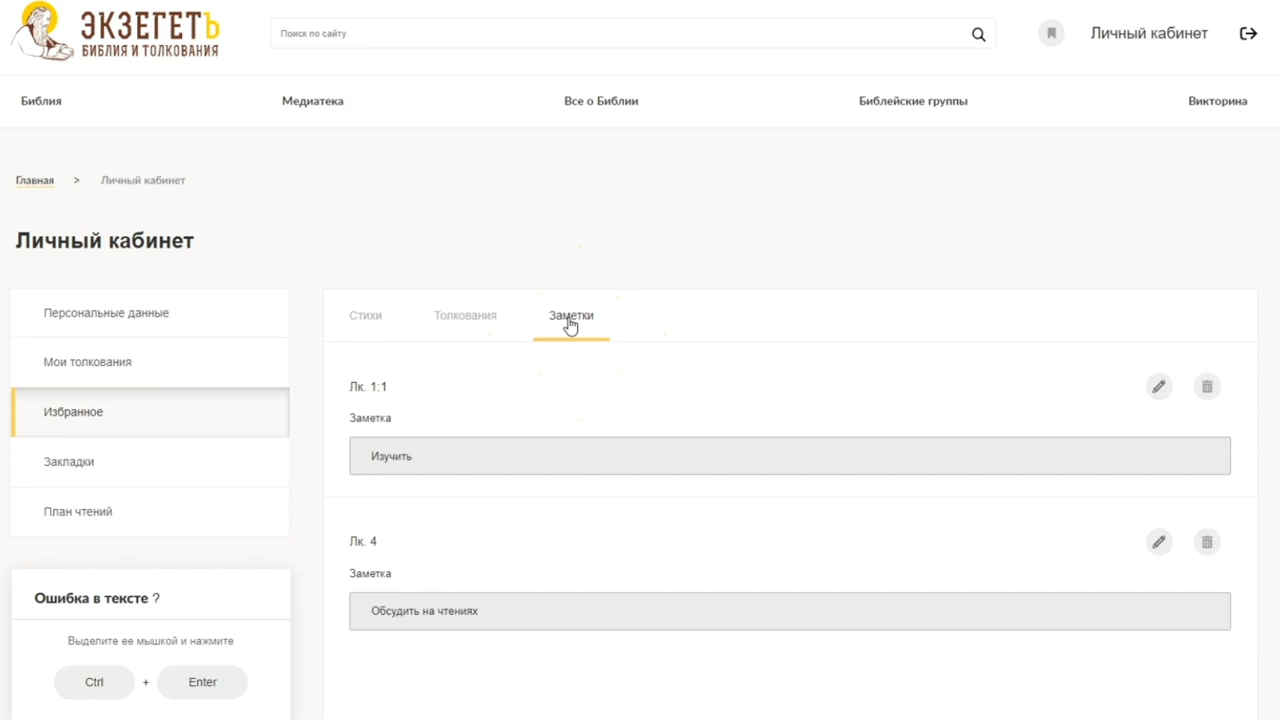 ЭКЗЕГЕТЪ
БИБЛИЯ И ТОЛКОВАНИЯ
Поиск по сайту
Личный кабинет
Библия Медиатека Все о Библии Библейские группы Викторина
Главная > Личный кабинет
Личный кабинет
Персональные данные
Мои толкования
Избранное
Закладки
План чтений
Ошибка в тексте ?
Выделите ее мышкой и нажмите
Ctrl + Enter
Стихи Толкования Заметки
Лк. 1:1
Заметка
Изучить
Лк. 4
Заметка
Обсудить на чтениях